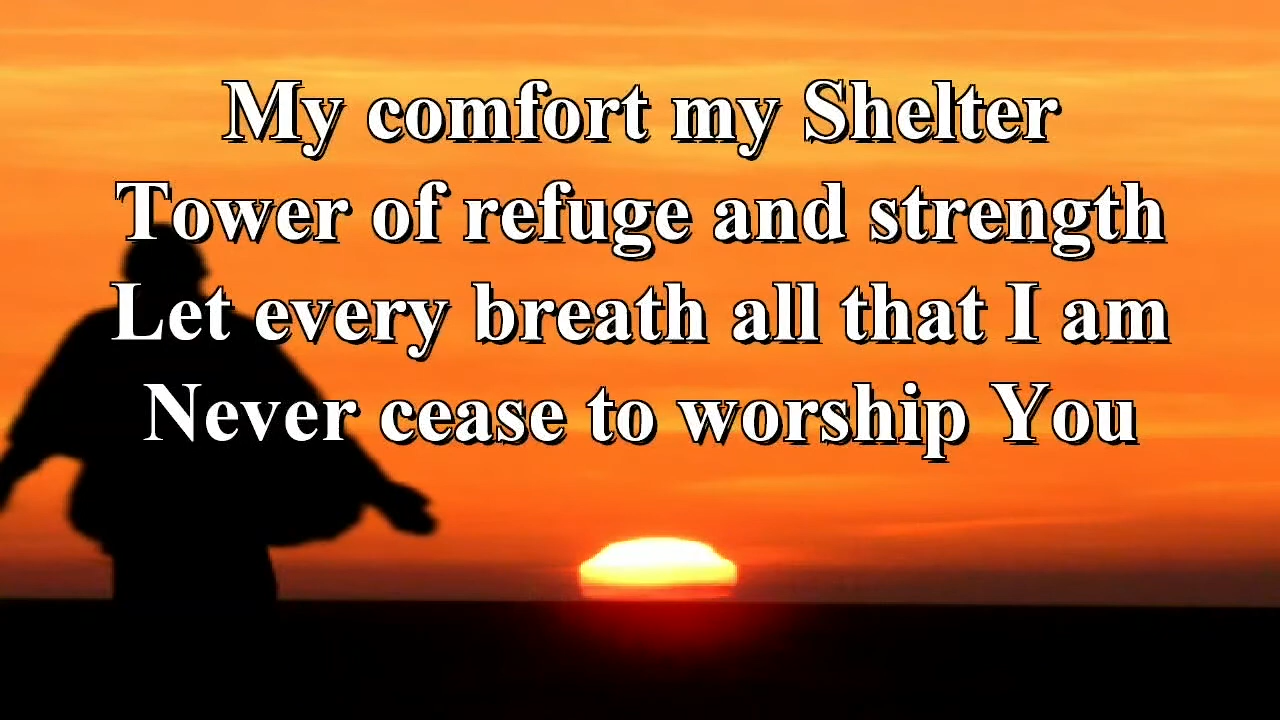 My comfort my Shelter
Tower of refuge and strength
Let every breath all that I am
Never cease to worship You